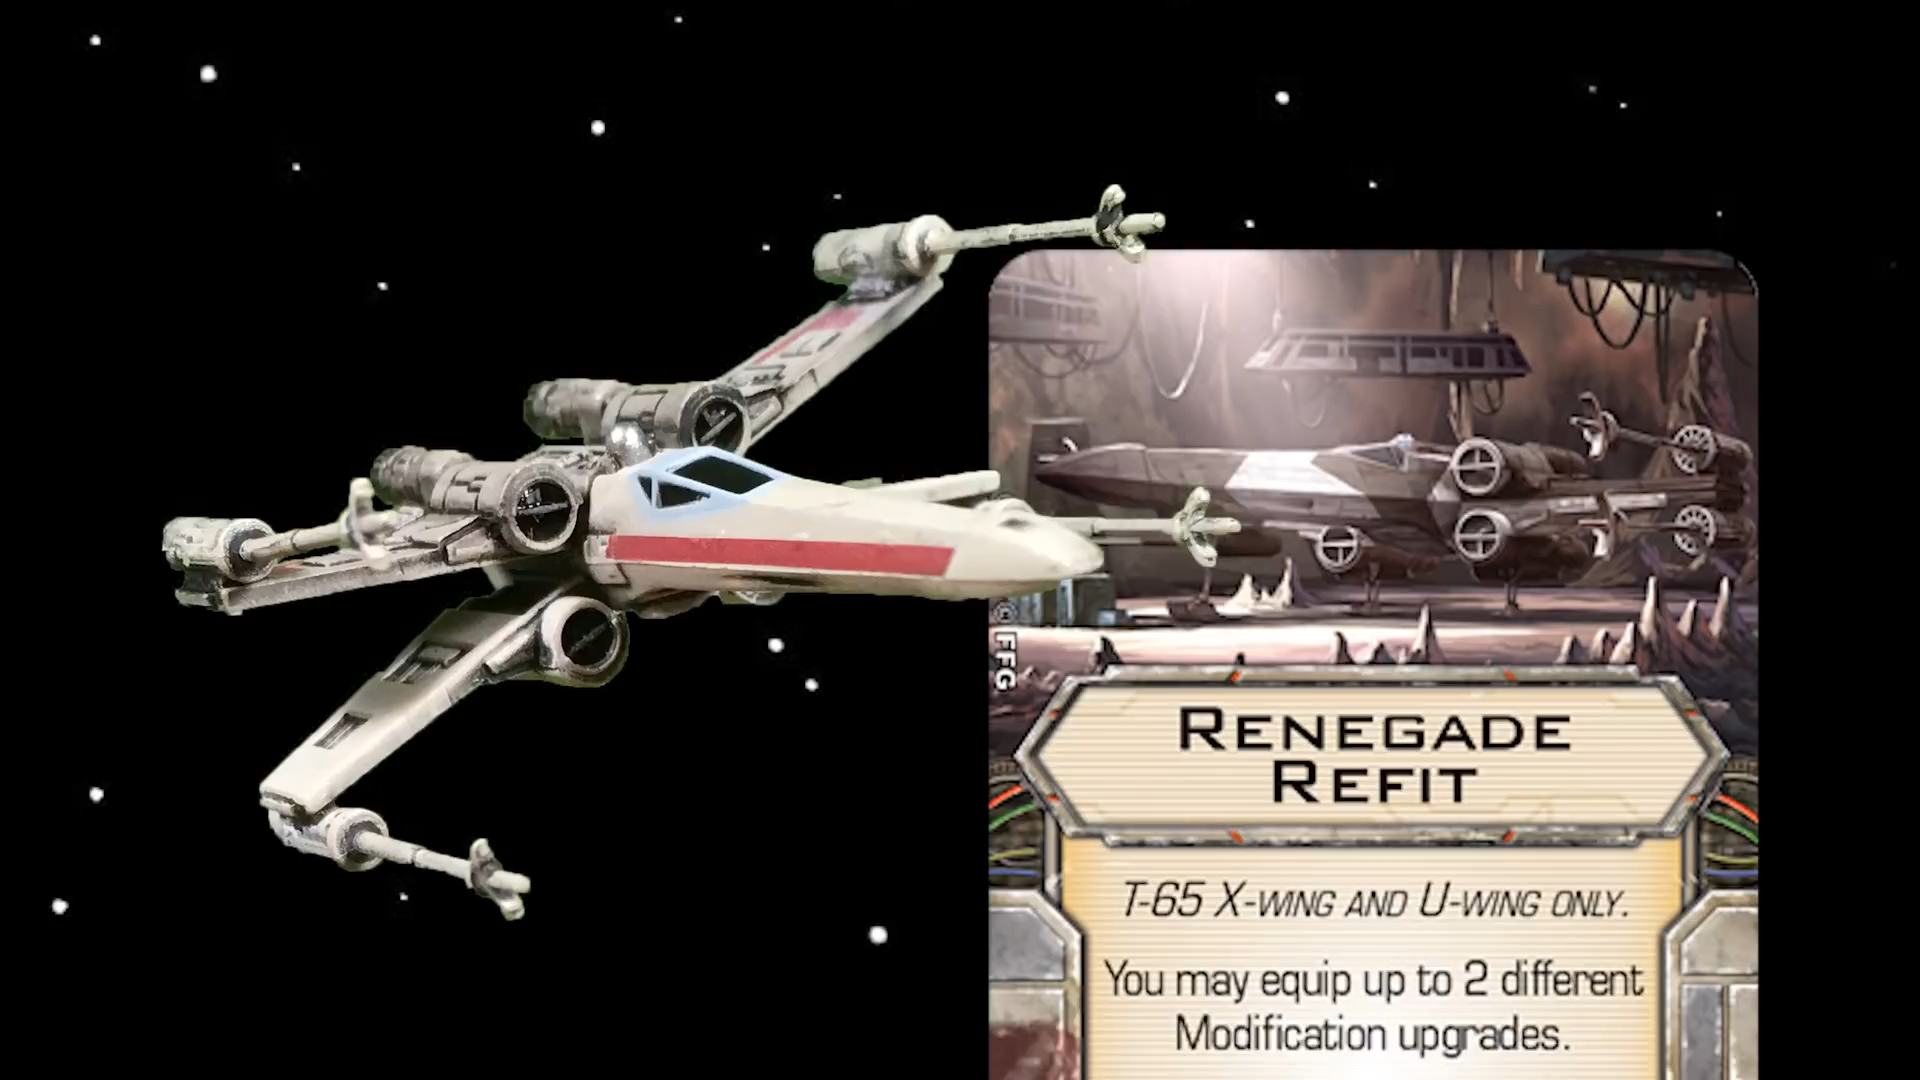 © FFG
RENEGADE
REFIT
T-65 X-WING AND U-WING ONLY.
You may equip up to 2 different
Modification upgrades.